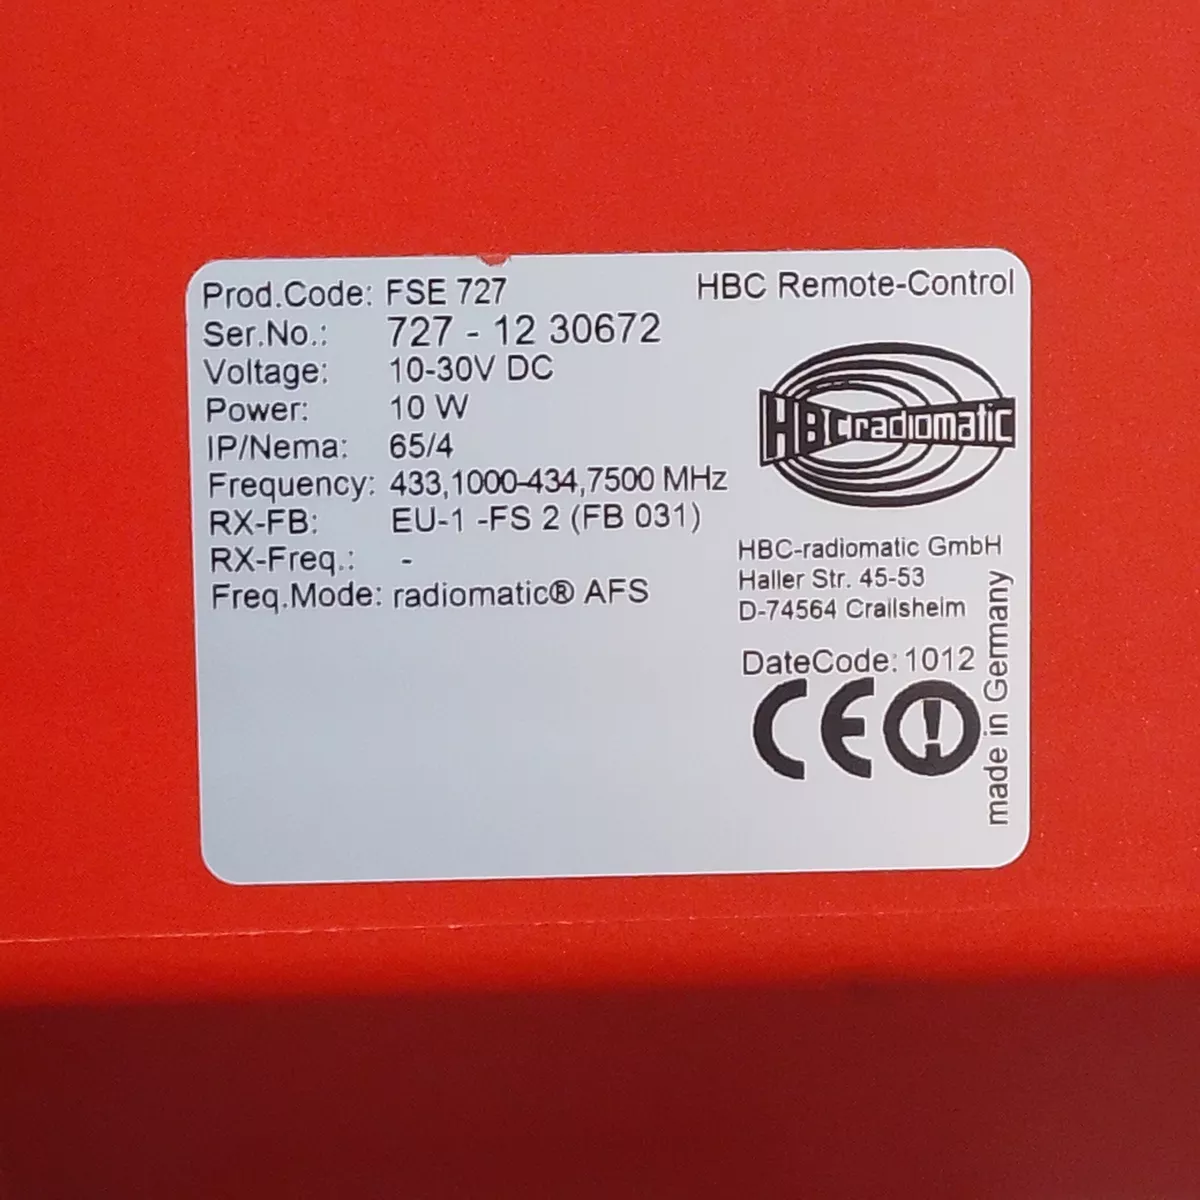 Prod.Code: FSE 727
Ser.No.: 727 - 12 30672
Voltage: 10-30V DC
Power: 10 W
IP/Nema: 65/4
Frequency: 433,1000-434,7500 MHz
RX-FB: EU-1 -FS 2 (FB 031)
RX-Freq.: -
Freq.Mode: radiomatic® AFS
HBC Remote-Control
HBC radiomatic
HBC-radiomatic GmbH
Haller Str. 45-53
D-74564 Crailsheim
DateCode: 1012
CE
made in Germany